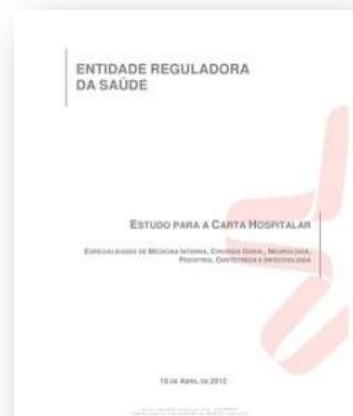 ENTIDADE REGULADORA
DA SAÚDE
ESTUDO PARA A CARTA HOSPITALAR
ESPECIALIDADES DE MEDICINA INTERNA, CIRURGIA GERAL, NEUROLOGIA,
PEDIATRIA, OBSTETRÍCIA E INFECCIOLOGIA
18 DE ABRIL DE 2012